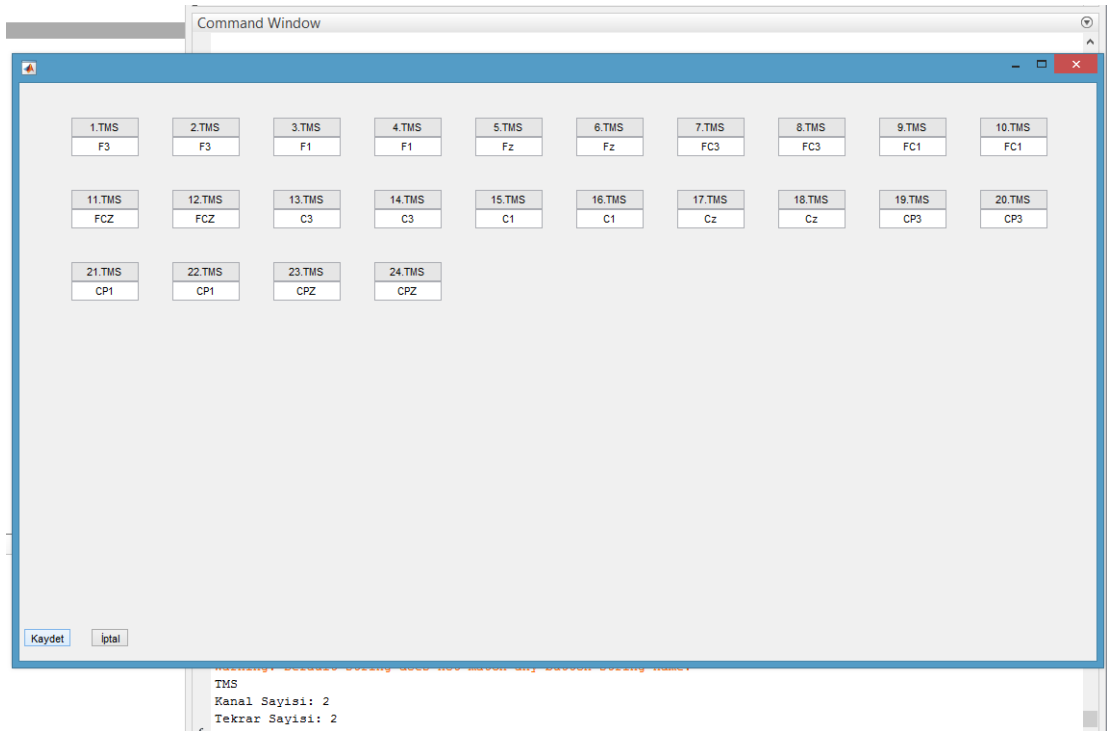 Command Window
1.TMS 2.TMS 3.TMS 4.TMS 5.TMS 6.TMS 7.TMS 8.TMS 9.TMS 10.TMS
F3 F3 F1 F1 Fz Fz FC3 FC3 FC1 FC1
11.TMS 12.TMS 13.TMS 14.TMS 15.TMS 16.TMS 17.TMS 18.TMS 19.TMS 20.TMS
FCZ FCZ C3 C3 C1 C1 Cz Cz CP3 CP3
21.TMS 22.TMS 23.TMS 24.TMS
CP1 CP1 CPZ CPZ
Kaydet İptal
TMS
Kanal Sayisi: 2
Tekrar Sayisi: 2